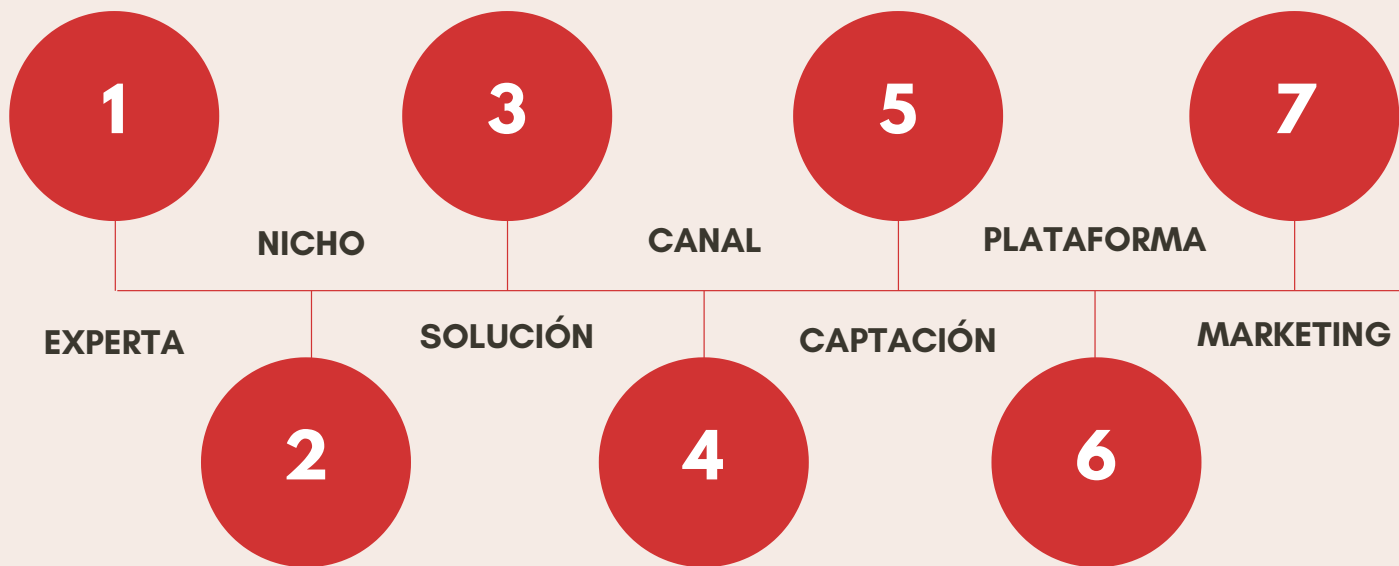 1
EXPERTA
2
NICHO
3
SOLUCIÓN
4
CANAL
5
CAPTACIÓN
6
PLATAFORMA
7
MARKETING